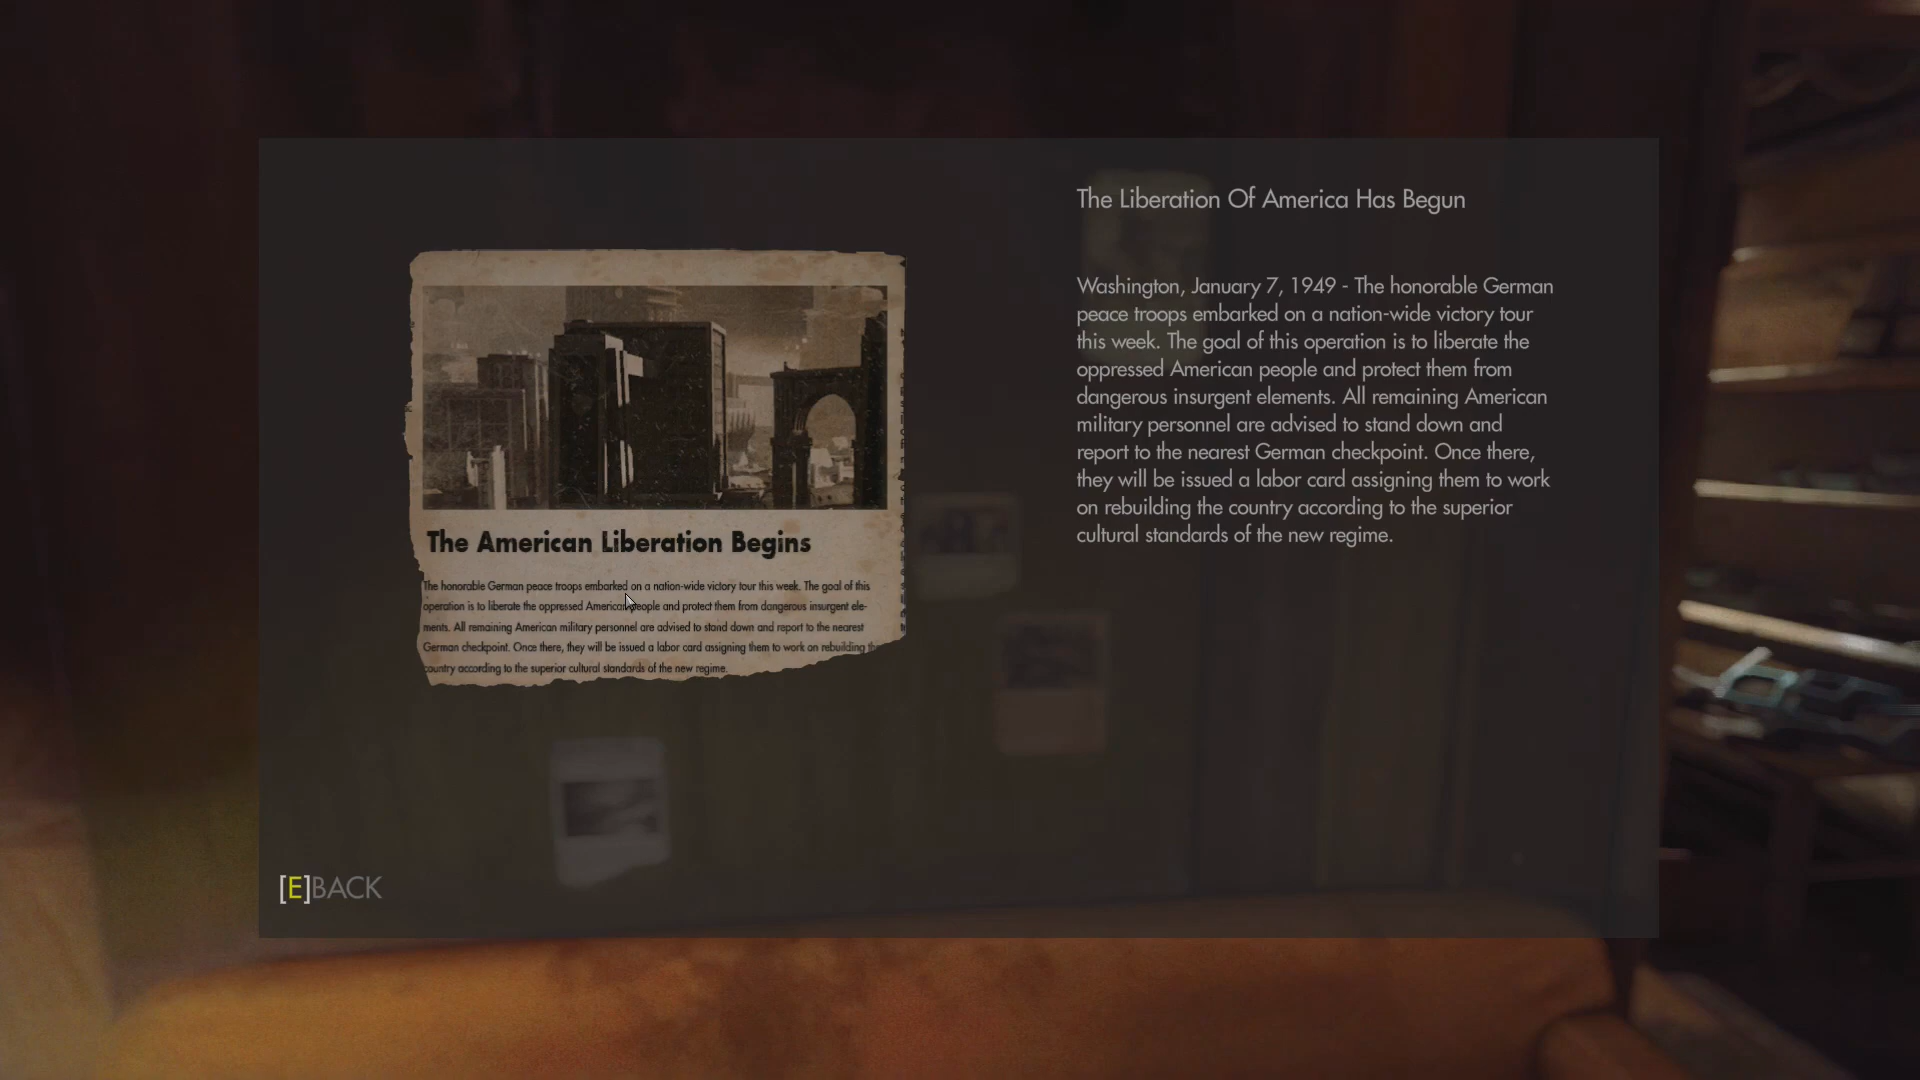 The American Liberation Begins
The honorable German peace troops embarked on a nation-wide victory tour this week. The goal of this
operation is to liberate the oppressed American people and protect them from dangerous insurgent ele-
ments. All remaining American military personnel are advised to stand down and report to the nearest
German checkpoint. Once there, they will be issued a labor card assigning them to work on rebuilding the
country according to the superior cultural standards of the new regime.
The Liberation Of America Has Begun
Washington, January 7, 1949 - The honorable German
peace troops embarked on a nation-wide victory tour
this week. The goal of this operation is to liberate the
oppressed American people and protect them from
dangerous insurgent elements. All remaining American
military personnel are advised to stand down and
report to the nearest German checkpoint. Once there,
they will be issued a labor card assigning them to work
on rebuilding the country according to the superior
cultural standards of the new regime.
[E]BACK